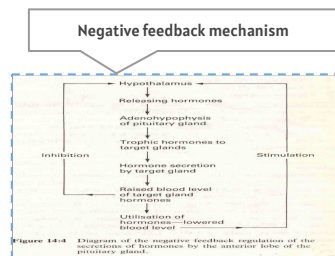 Negative feedback mechanism
Hypothalamus
Releasing hormones
Adenohypophysis
of pituitary gland
Trophic hormones to
target glands
Inhibition
Stimulation
Hormone secretion
by target gland
Raised blood level
of target gland
hormones
Utilisation of
hormones—lowered
blood level
Figure 14:4 Diagram of the negative feedback regulation of the
secretions of hormones by the anterior lobe of the
pituitary gland.